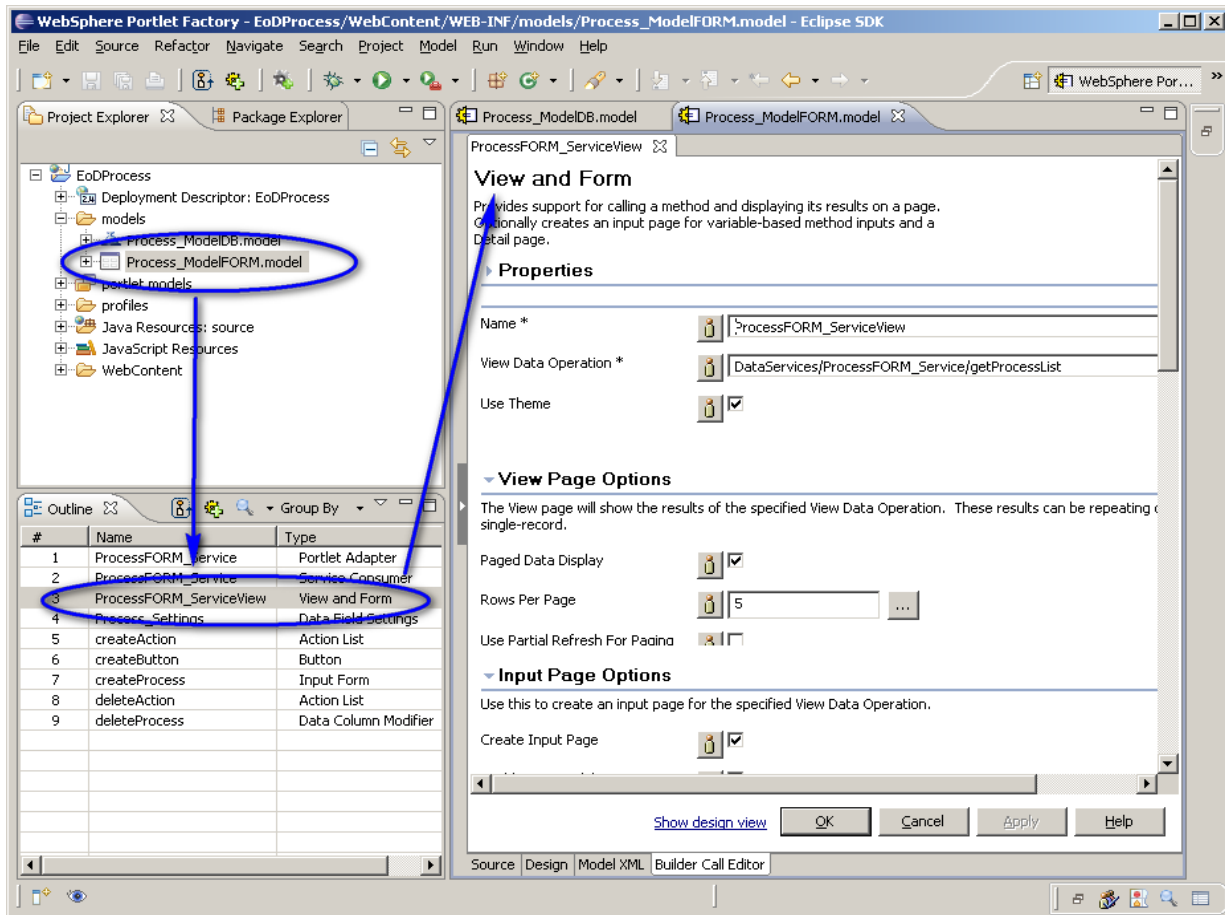 WebSphere Portlet Factory - EoDProcess/WebContent/WEB-INF/models/Process_ModelFORM.model - Eclipse SDK
File Edit Source Refactor Navigate Search Project Model Run Window Help
WebSphere Por... »
Project Explorer
Package Explorer
EoDProcess
Deployment Descriptor: EoDProcess
models
Process_ModelDB.model
Process_ModelFORM.model
portlet models
profiles
Java Resources: source
JavaScript Resources
WebContent
Outline
Group By
# Name Type
1 ProcessFORM_Service Portlet Adapter
2 ProcessFORM_Service Service Consumer
3 ProcessFORM_ServiceView View and Form
4 Process_Settings Data Field Settings
5 createAction Action List
6 createButton Button
7 createProcess Input Form
8 deleteAction Action List
9 deleteProcess Data Column Modifier
Process_ModelDB.model
Process_ModelFORM.model
ProcessFORM_ServiceView
View and Form
Provides support for calling a method and displaying its results on a page.
Optionally creates an input page for variable-based method inputs and a
Detail page.
Properties
Name *
ProcessFORM_ServiceView
View Data Operation *
DataServices/ProcessFORM_Service/getProcessList
Use Theme
View Page Options
The View page will show the results of the specified View Data Operation. These results can be repeating
single-record.
Paged Data Display
Rows Per Page
5
...
Use Partial Refresh For Paging
Input Page Options
Use this to create an input page for the specified View Data Operation.
Create Input Page
Show design view
OK
Cancel
Apply
Help
Source Design Model XML Builder Call Editor